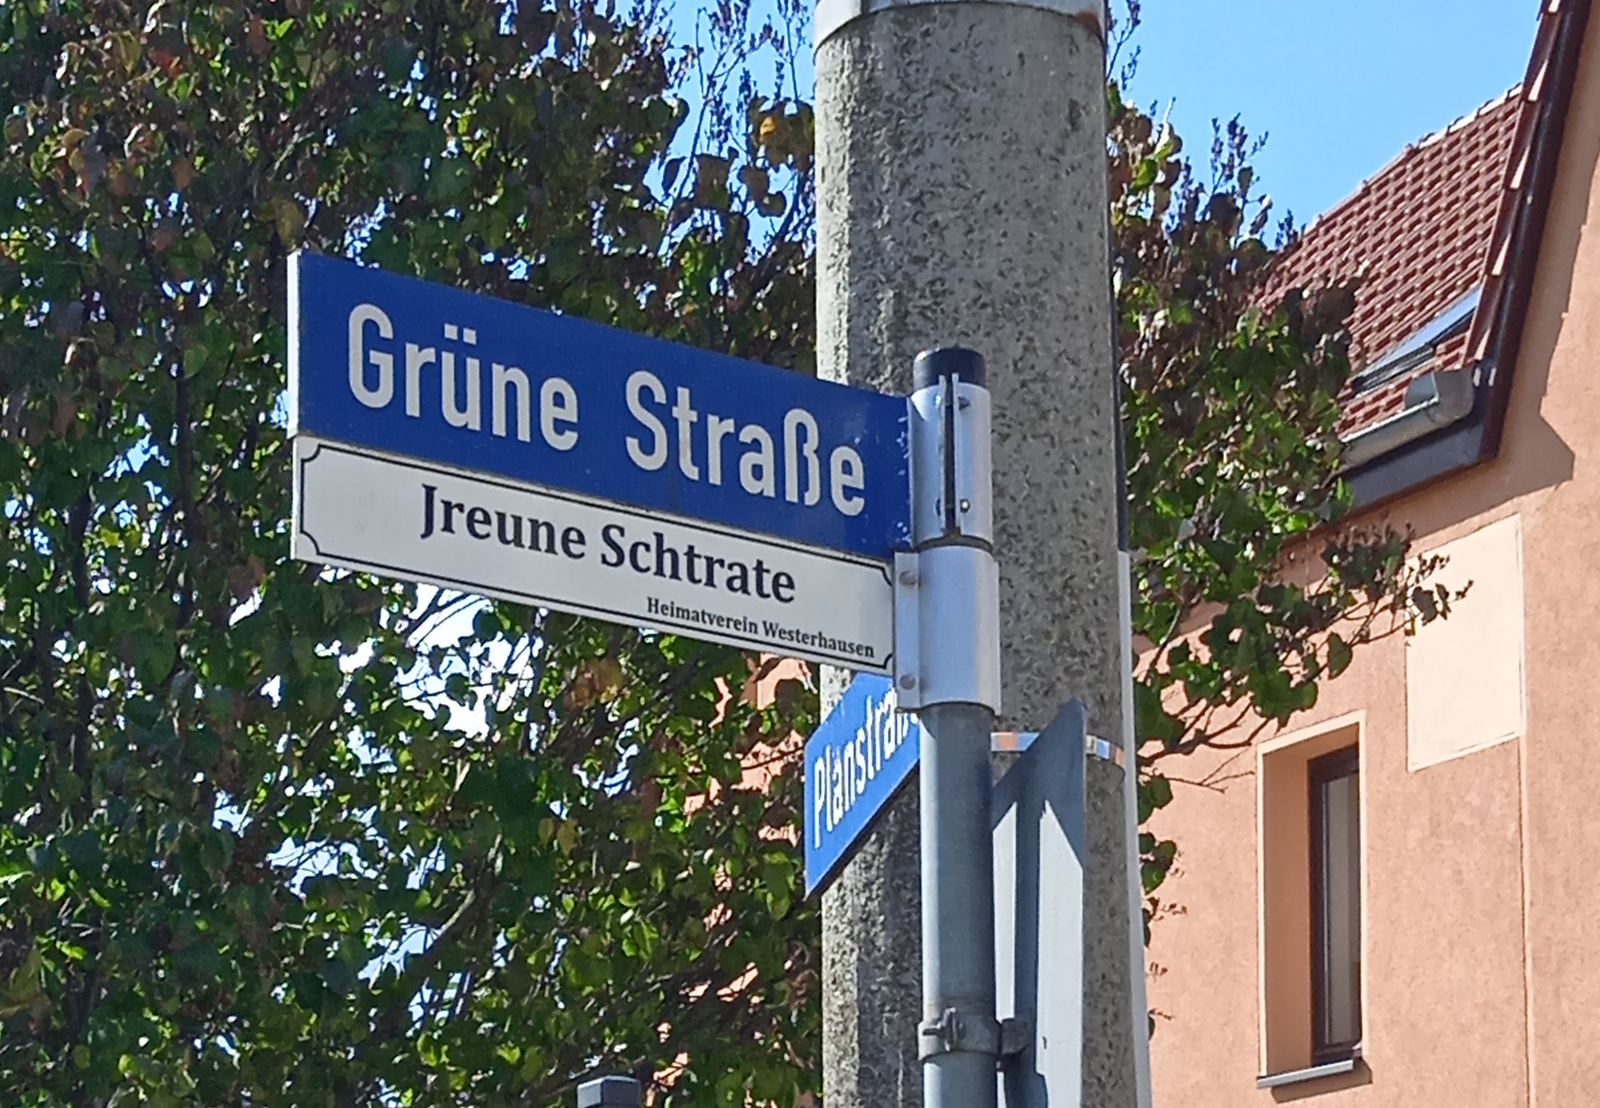 Grüne Straße
Jreune Schtrate
Heimatverein Westerhausen